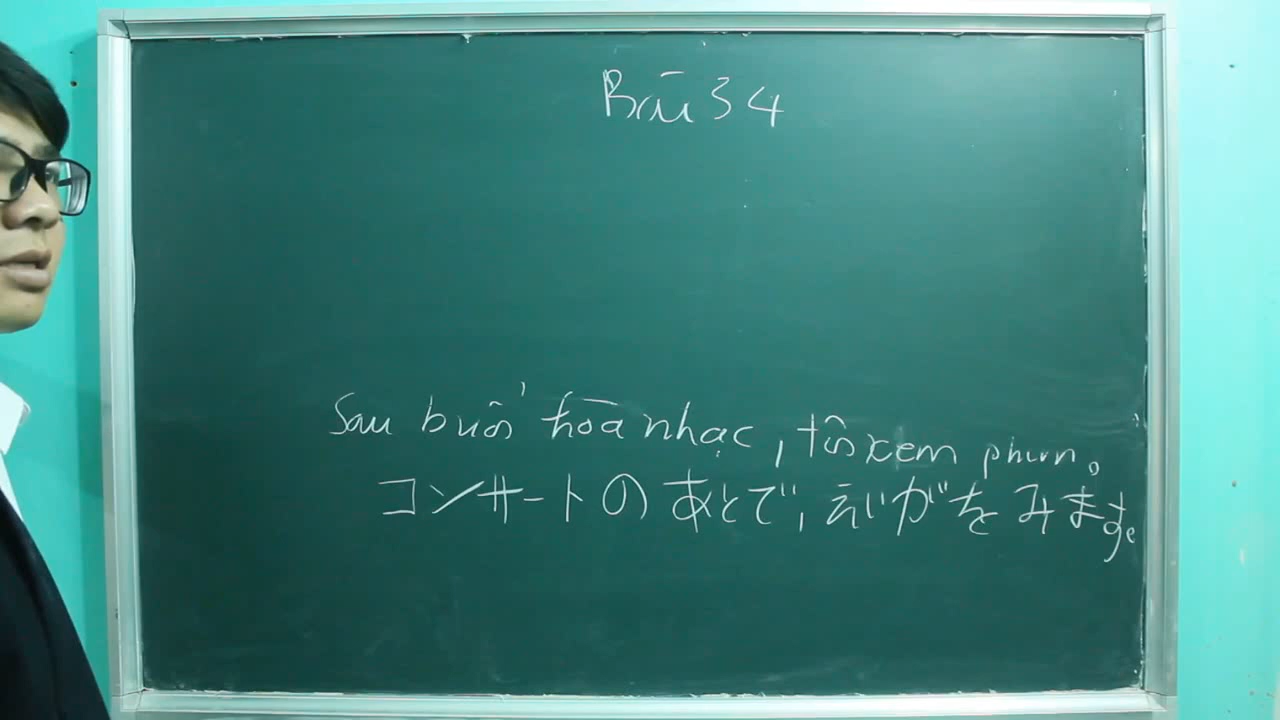 Bài 34
Sau buổi hòa nhạc, tôi xem phim.
コンサートのあとで, えいがをみます。